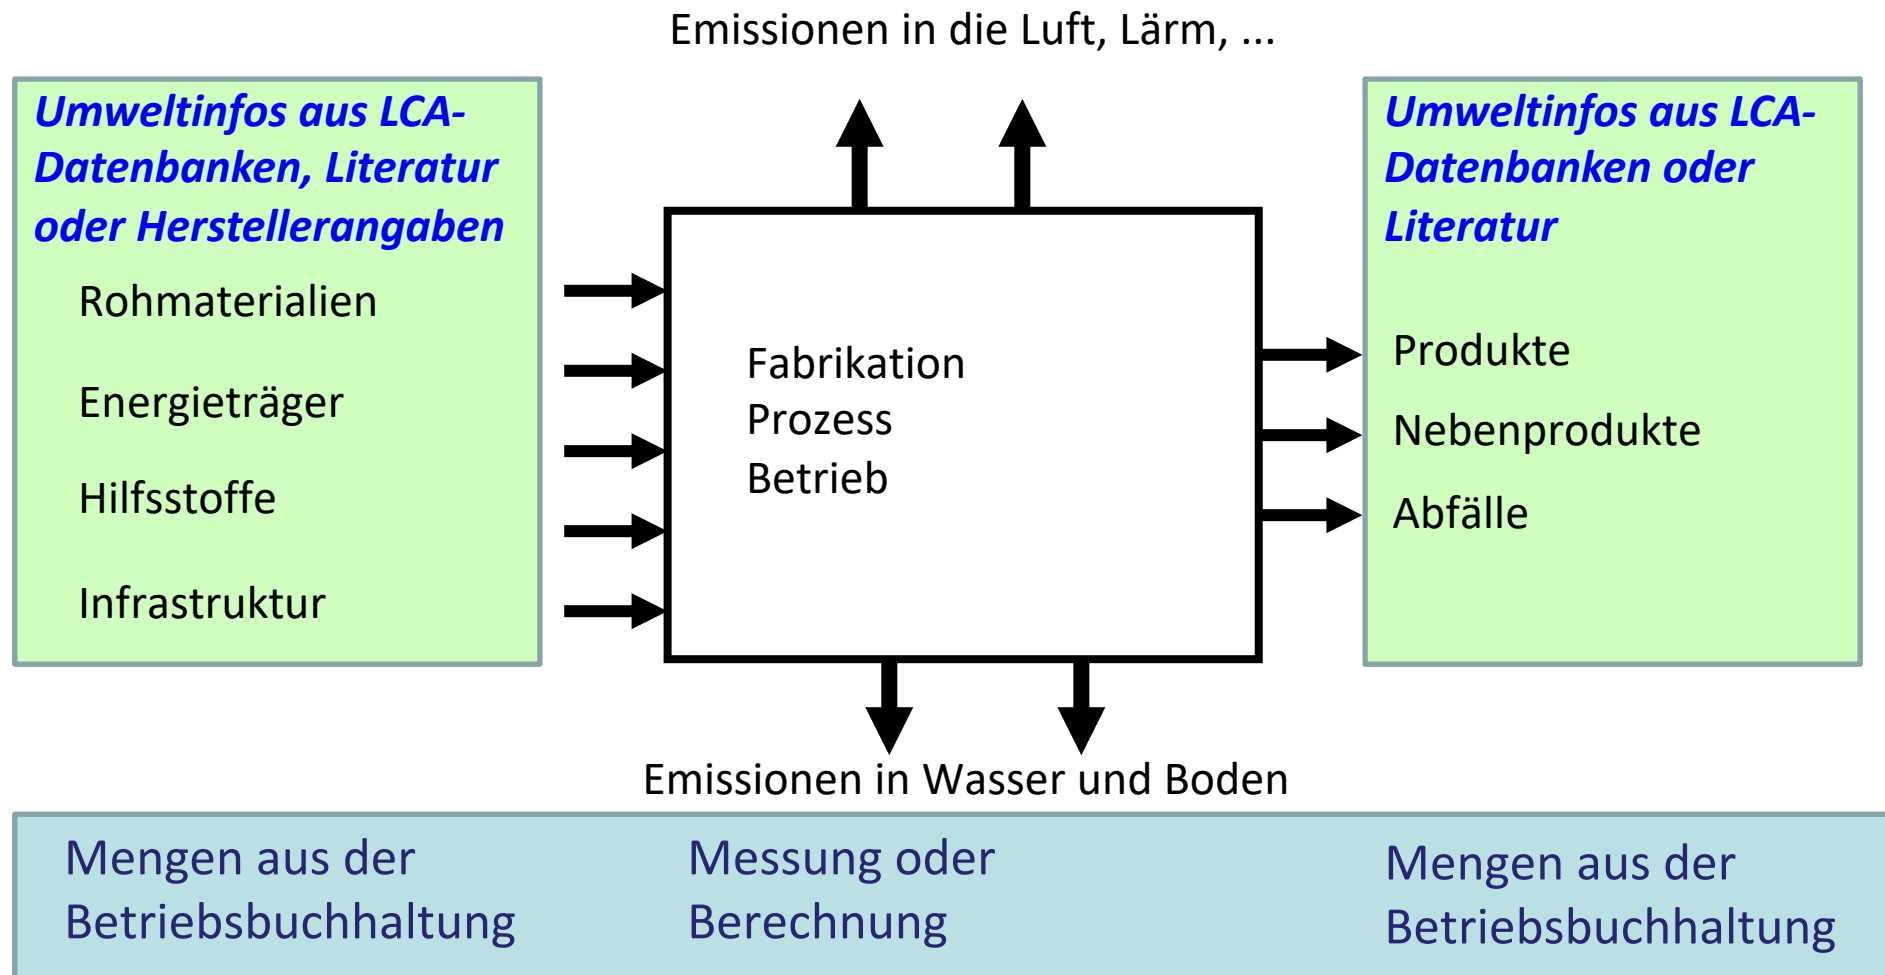 Emissionen in die Luft, Lärm, ...
Umweltinfos aus LCA-
Datenbanken, Literatur
oder Herstellerangaben
Rohmaterialien
Energieträger
Hilfsstoffe
Infrastruktur
Fabrikation
Prozess
Betrieb
Umweltinfos aus LCA-
Datenbanken oder
Literatur
Produkte
Nebenprodukte
Abfälle
Emissionen in Wasser und Boden
Mengen aus der
Betriebsbuchhaltung
Messung oder
Berechnung
Mengen aus der
Betriebsbuchhaltung